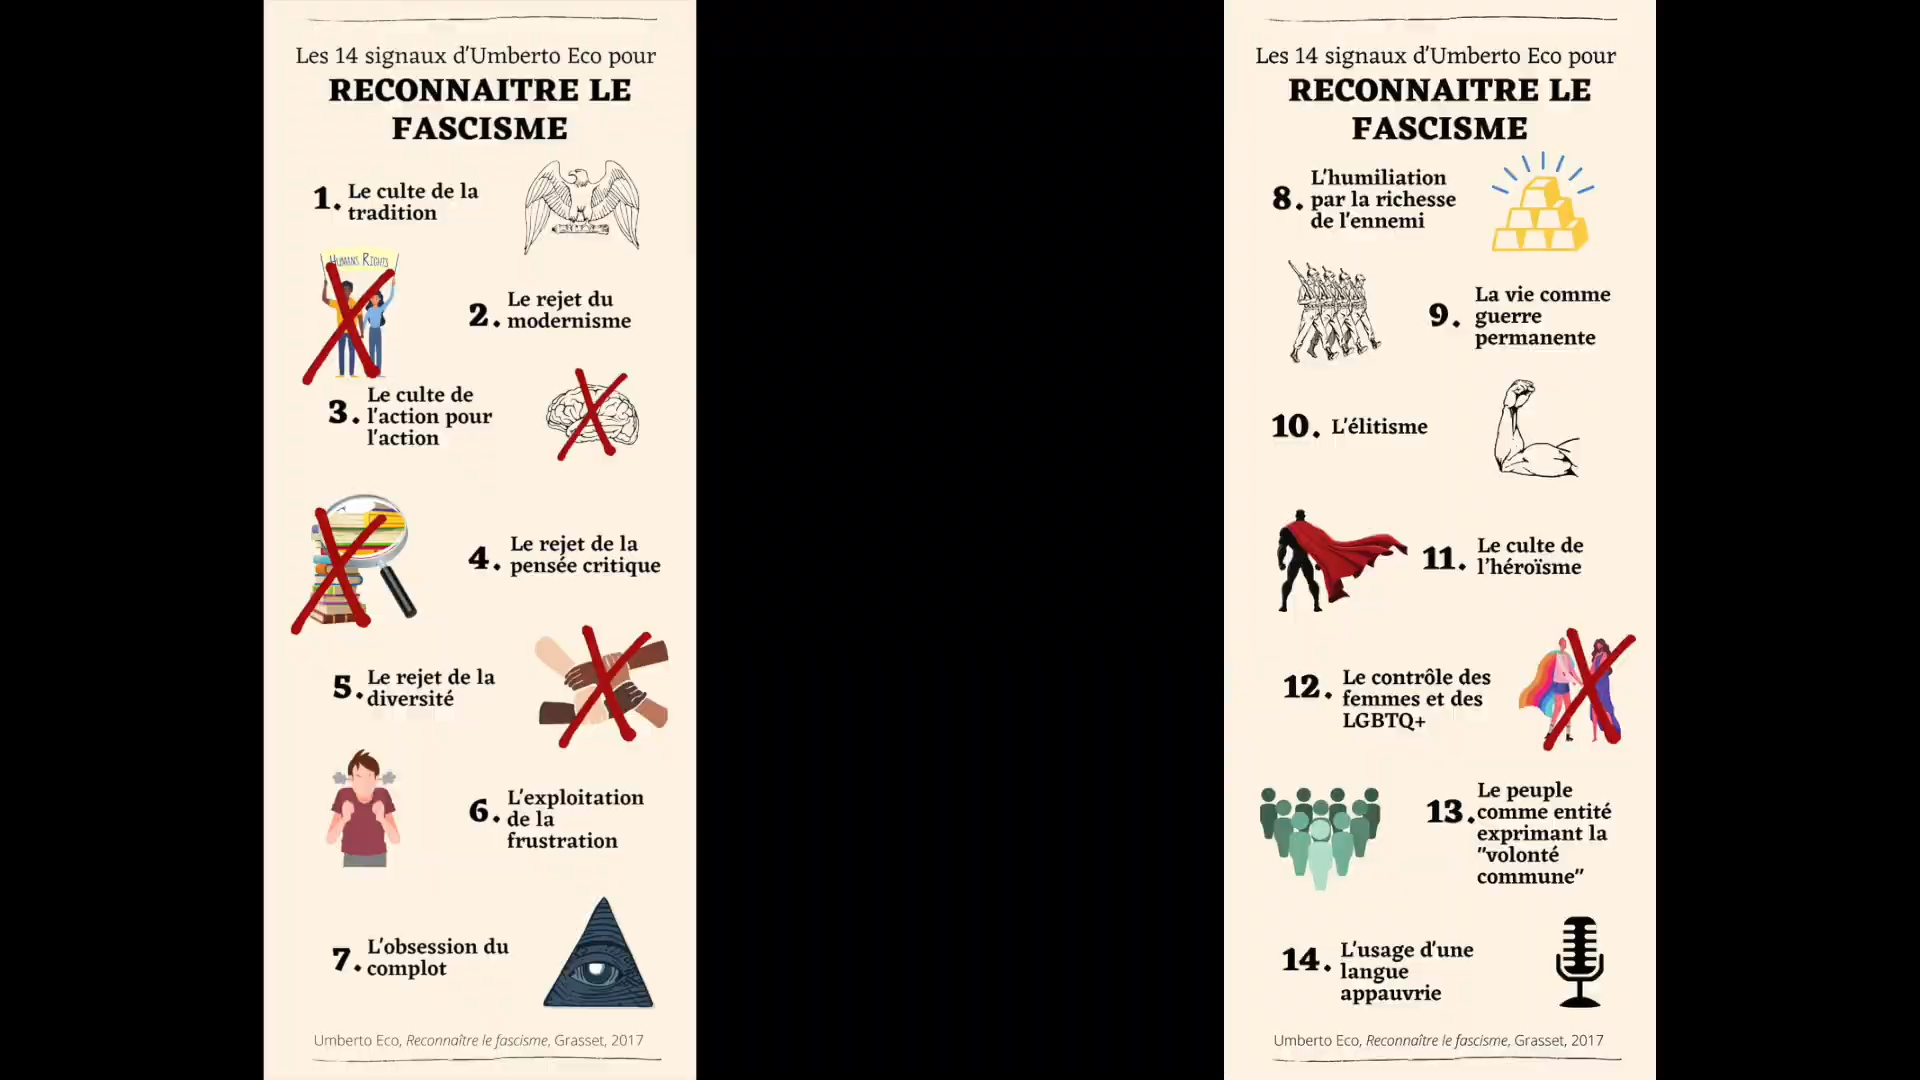 Les 14 signaux d'Umberto Eco pour
RECONNAITRE LE
FASCISME
1. Le culte de la
tradition
HUMANS RIGHTS
2. Le rejet du
modernisme
3. Le culte de
l'action pour
l'action
4. Le rejet de la
pensée critique
5. Le rejet de la
diversité
6. L'exploitation
de la
frustration
7. L'obsession du
complot
Umberto Eco, Reconnaître le fascisme, Grasset, 2017
Les 14 signaux d'Umberto Eco pour
RECONNAITRE LE
FASCISME
8. L'humiliation
par la richesse
de l'ennemi
9. La vie comme
guerre
permanente
10. L'élitisme
11. Le culte de
l'héroïsme
12. Le contrôle des
femmes et des
LGBTQ+
13. Le peuple
comme entité
exprimant la
"volonté
commune"
14. L'usage d'une
langue
appauvrie
Umberto Eco, Reconnaître le fascisme, Grasset, 2017